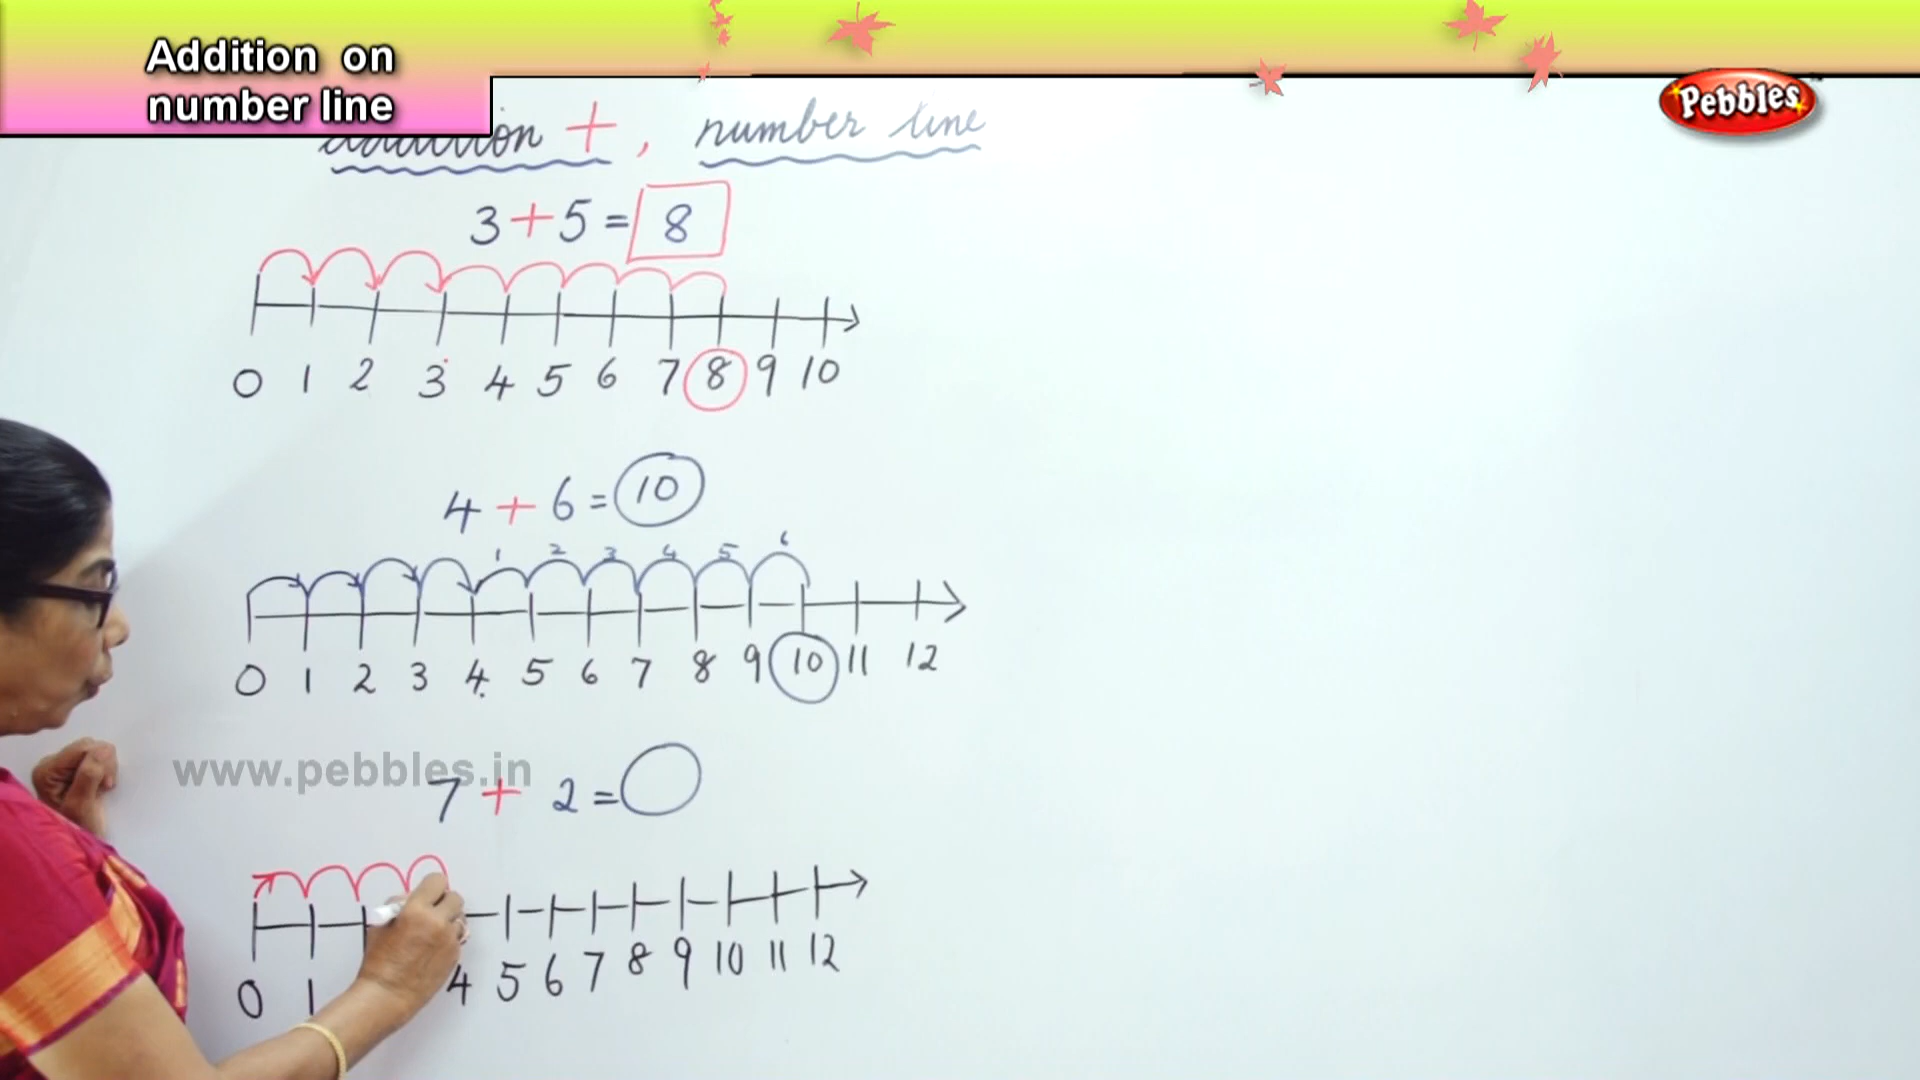 Addition on
number line
Pebbles
addition +, number line
3+5= 8
0 1 2 3 4 5 6 7 8 9 10
4 + 6 = 10
1 2 3 4 5 6
0 1 2 3 4 5 6 7 8 9 10 11 12
www.pebbles.in
7 + 2 =
0 1 4 5 6 7 8 9 10 11 12